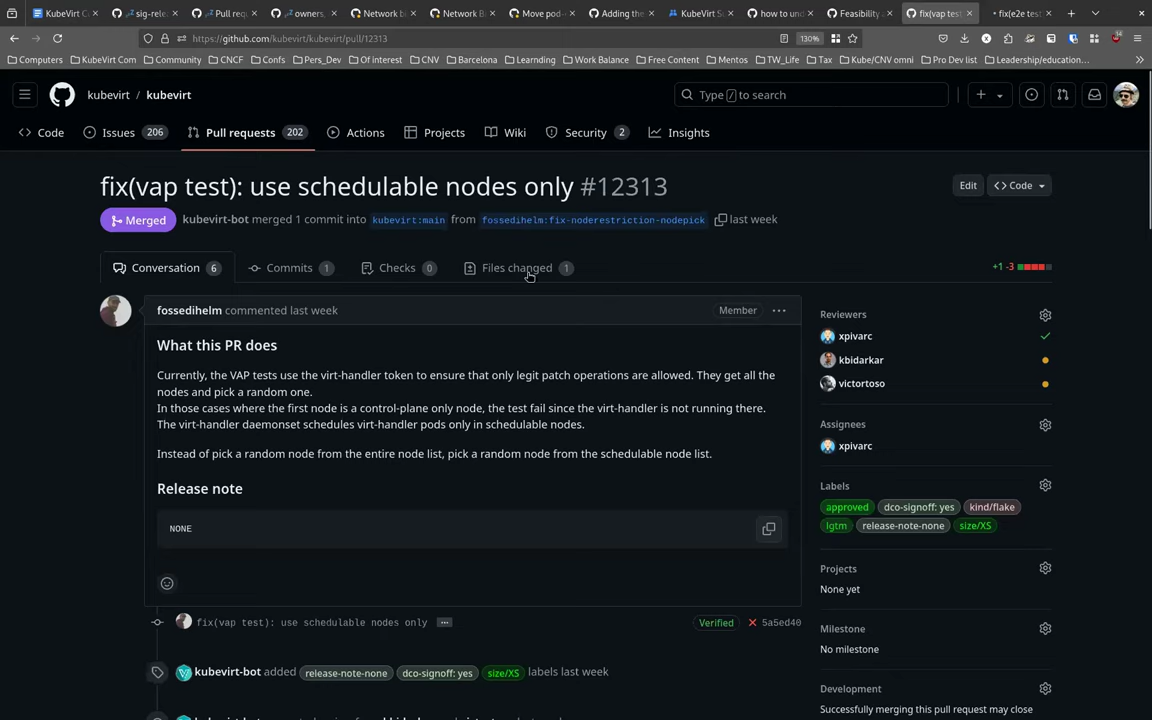 KubeVirt C
sig-rele
Pull requ
owners,
Network bi
Network B
Move pod-
Adding the
KubeVirt S
how to un
Feasibility
fix(vap test
fix(e2e test
https://github.com/kubevirt/kubevirt/pull/12313
130%
Computers
KubeVirt Com
Community
CNCF
Confs
Pers_Dev
Of interest
CNV
Barcelona
Learnding
Work Balance
Free Content
Mentos
TW_Life
Tax
Kube/CNV omni
Pro Dev list
Leadership/education…
kubevirt / kubevirt
Type / to search
Code
Issues 206
Pull requests 202
Actions
Projects
Wiki
Security 2
Insights
fix(vap test): use schedulable nodes only #12313
Edit
<> Code
Merged
kubevirt-bot merged 1 commit into kubevirt:main from fossedihelm:fix-noderestriction-nodepick last week
Conversation 6
Commits 1
Checks 0
Files changed 1
+1 -3
fossedihelm commented last week
Member
What this PR does
Currently, the VAP tests use the virt-handler token to ensure that only legit patch operations are allowed. They get all the
nodes and pick a random one.
In those cases where the first node is a control-plane only node, the test fail since the virt-handler is not running there.
The virt-handler daemonset schedules virt-handler pods only in schedulable nodes.
Instead of pick a random node from the entire node list, pick a random node from the schedulable node list.
Release note
NONE
fix(vap test): use schedulable nodes only
Verified
5a5ed40
kubevirt-bot added release-note-none dco-signoff: yes size/XS labels last week
Reviewers
xpivarc
kbidarkar
victortoso
Assignees
xpivarc
Labels
approved
dco-signoff: yes
kind/flake
lgtm
release-note-none
size/XS
Projects
None yet
Milestone
No milestone
Development
Successfully merging this pull request may close